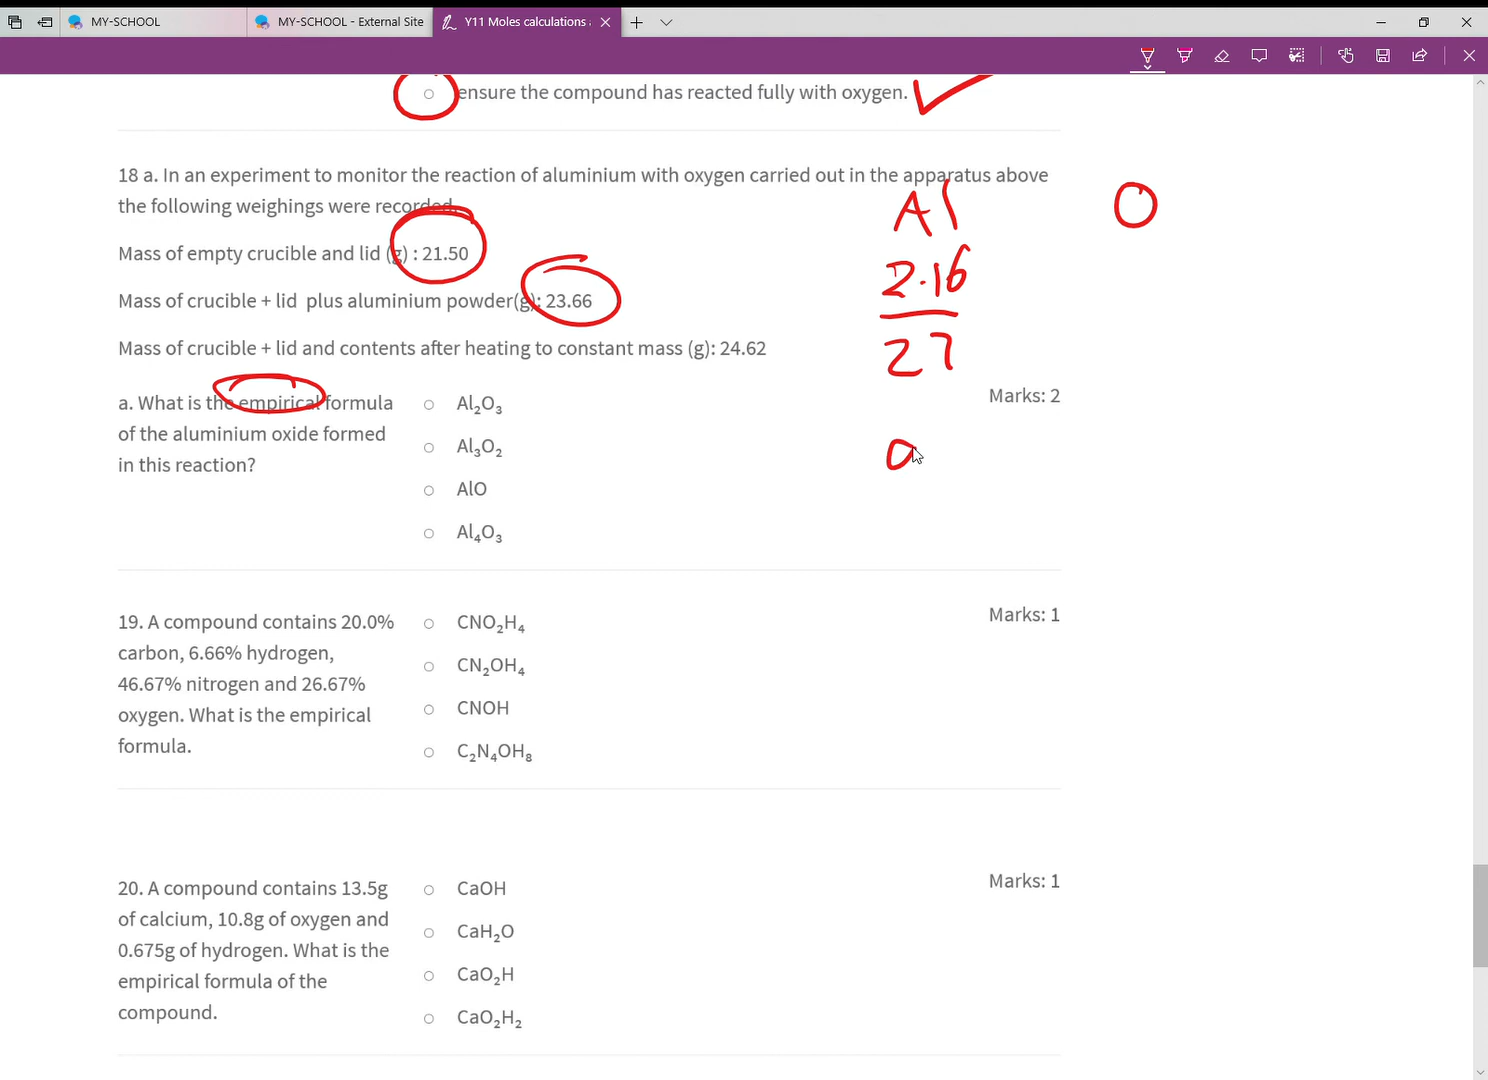 MY-SCHOOL
MY-SCHOOL - External Site
Y11 Moles calculations
ensure the compound has reacted fully with oxygen.
18 a. In an experiment to monitor the reaction of aluminium with oxygen carried out in the apparatus above
the following weighings were recorded.
Mass of empty crucible and lid (g) : 21.50
Mass of crucible + lid plus aluminium powder(g): 23.66
Mass of crucible + lid and contents after heating to constant mass (g): 24.62
Al
O
2.16
27
0
a. What is the empirical formula
of the aluminium oxide formed
in this reaction?
Al₂O₃
Al₃O₂
AlO
Al₄O₃
Marks: 2
19. A compound contains 20.0%
carbon, 6.66% hydrogen,
46.67% nitrogen and 26.67%
oxygen. What is the empirical
formula.
CNO₂H₄
CN₂OH₄
CNOH
C₂N₄OH₈
Marks: 1
20. A compound contains 13.5g
of calcium, 10.8g of oxygen and
0.675g of hydrogen. What is the
empirical formula of the
compound.
CaOH
CaH₂O
CaO₂H
CaO₂H₂
Marks: 1